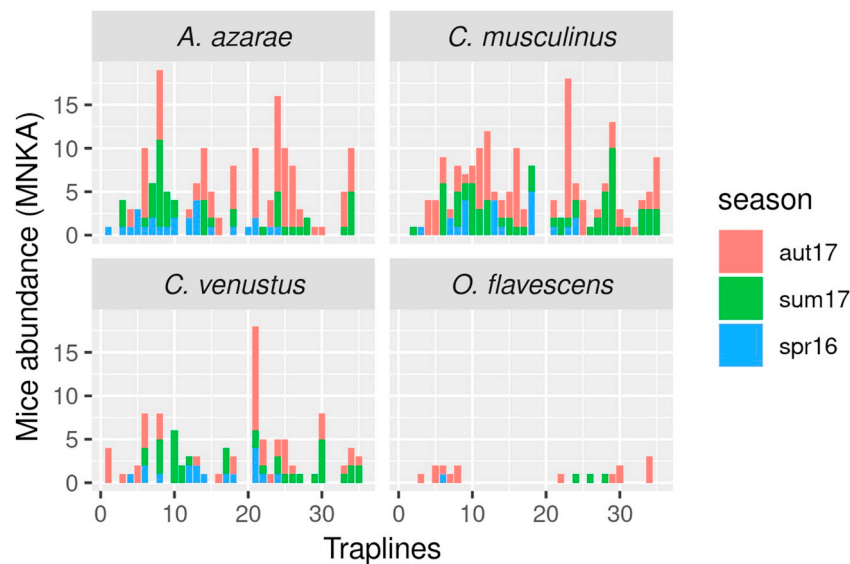 A. azarae C. musculinus
Mice abundance (MNKA)
15
10
5
0
C. venustus O. flavescens
15
10
5
0
0 10 20 30 0 10 20 30
Traplines
season
aut17
sum17
spr16